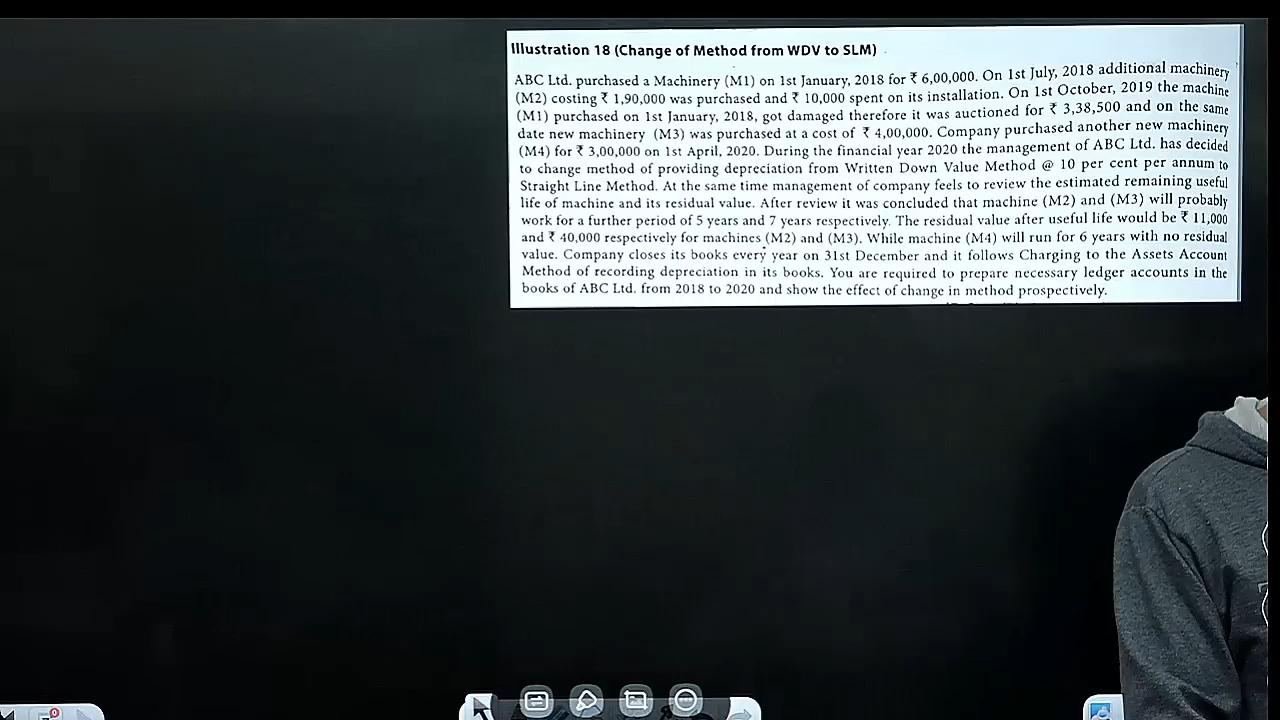 Illustration 18 (Change of Method from WDV to SLM)
ABC Ltd. purchased a Machinery (M1) on 1st January, 2018 for ₹ 6,00,000. On 1st July, 2018 additional machinery
(M2) costing ₹ 1,90,000 was purchased and ₹ 10,000 spent on its installation. On 1st October, 2019 the machine
(M1) purchased on 1st January, 2018, got damaged therefore it was auctioned for ₹ 3,38,500 and on the same
date new machinery (M3) was purchased at a cost of ₹ 4,00,000. Company purchased another new machinery
(M4) for ₹ 3,00,000 on 1st April, 2020. During the financial year 2020 the management of ABC Ltd. has decided
to change method of providing depreciation from Written Down Value Method @ 10 per cent per annum to
Straight Line Method. At the same time management of company feels to review the estimated remaining useful
life of machine and its residual value. After review it was concluded that machine (M2) and (M3) will probably
work for a further period of 5 years and 7 years respectively. The residual value after useful life would be ₹ 11,000
and ₹ 40,000 respectively for machines (M2) and (M3). While machine (M4) will run for 6 years with no residual
value. Company closes its books every year on 31st December and it follows Charging to the Assets Account
Method of recording depreciation in its books. You are required to prepare necessary ledger accounts in the
books of ABC Ltd. from 2018 to 2020 and show the effect of change in method prospectively.